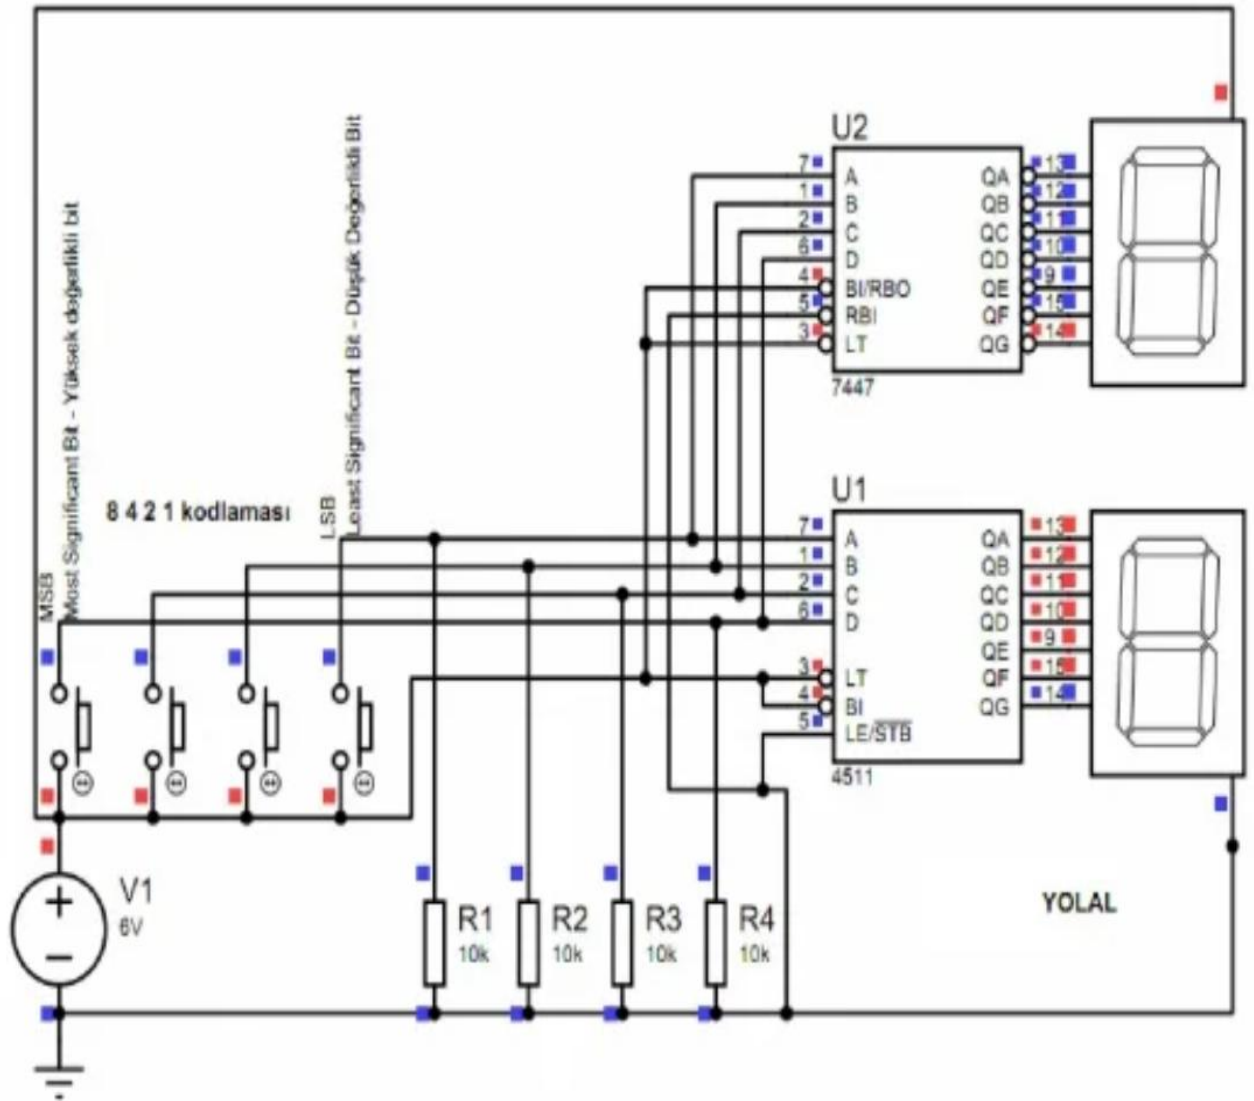 U2
7
1
2
6
4
5
3
A
B
C
D
BI/RBO
RBI
LT
QA
QB
QC
QD
QE
QF
QG
13
12
11
10
9
15
14
7447
MSB
Most Significant Bit - Yüksek değerlikli bit
8 4 2 1 kodlaması
LSB
Least Significant Bit - Düşük Değerlikli Bit
U1
7
1
2
6
3
4
5
A
B
C
D
LT
BI
LE/STB
QA
QB
QC
QD
QE
QF
QG
13
12
11
10
9
15
14
4511
V1
6V
R1
10k
R2
10k
R3
10k
R4
10k
YOLAL